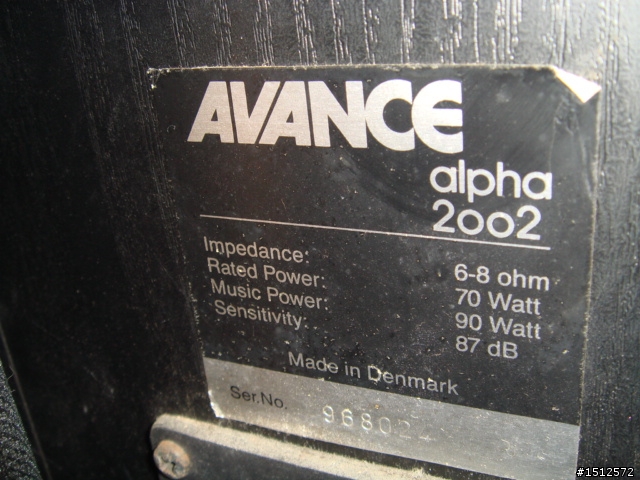 AVANCE
alpha
2002
Impedance: 6-8 ohm
Rated Power: 70 Watt
Music Power: 90 Watt
Sensitivity: 87 dB
Made in Denmark
Ser.No.
#1512572